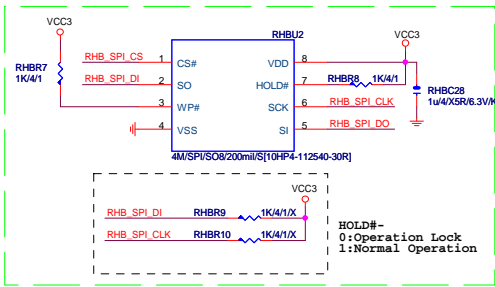 VCC3
RHBU2
VCC3
RHBR7
1K/4/1
RHB_SPI_CS 1 CS# VDD 8
RHB_SPI_DI 2 SO HOLD# 7 RHBR8 1K/4/1
3 WP# SCK 6 RHB_SPI_CLK
4 VSS SI 5 RHB_SPI_DO
RHBC28
1u/4/X5R/6.3V/K
4M/SPI/SO8/200mil/S[10HP4-112540-30R]
VCC3
RHB_SPI_DI RHBR9 1K/4/1/X
RHB_SPI_CLK RHBR10 1K/4/1/X
HOLD#-
0:Operation Lock
1:Normal Operation